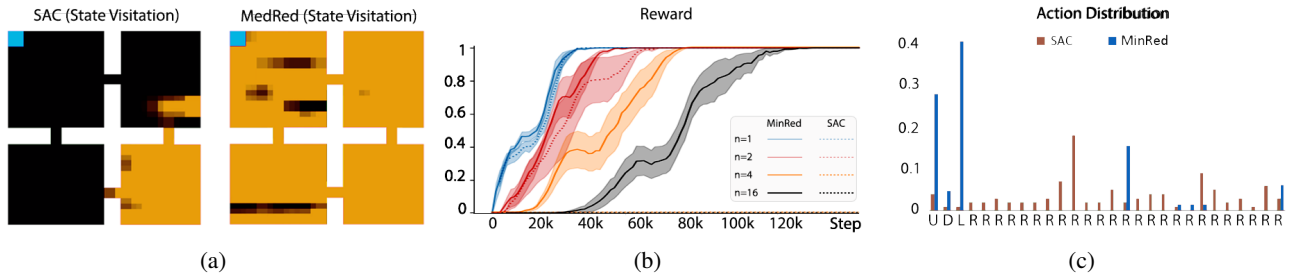 SAC (State Visitation)
MedRed (State Visitation)
(a)
Reward
1
0.8
0.6
0.4
0.2
0
20k
40k
60k
80k
100k
120k
Step
MinRed
SAC
n=1
n=2
n=4
n=16
(b)
Action Distribution
SAC
MinRed
0.4
0.3
0.2
0.1
0
U D L R R R R R R R R R R R R R R R R R R R R R R R R R
(c)